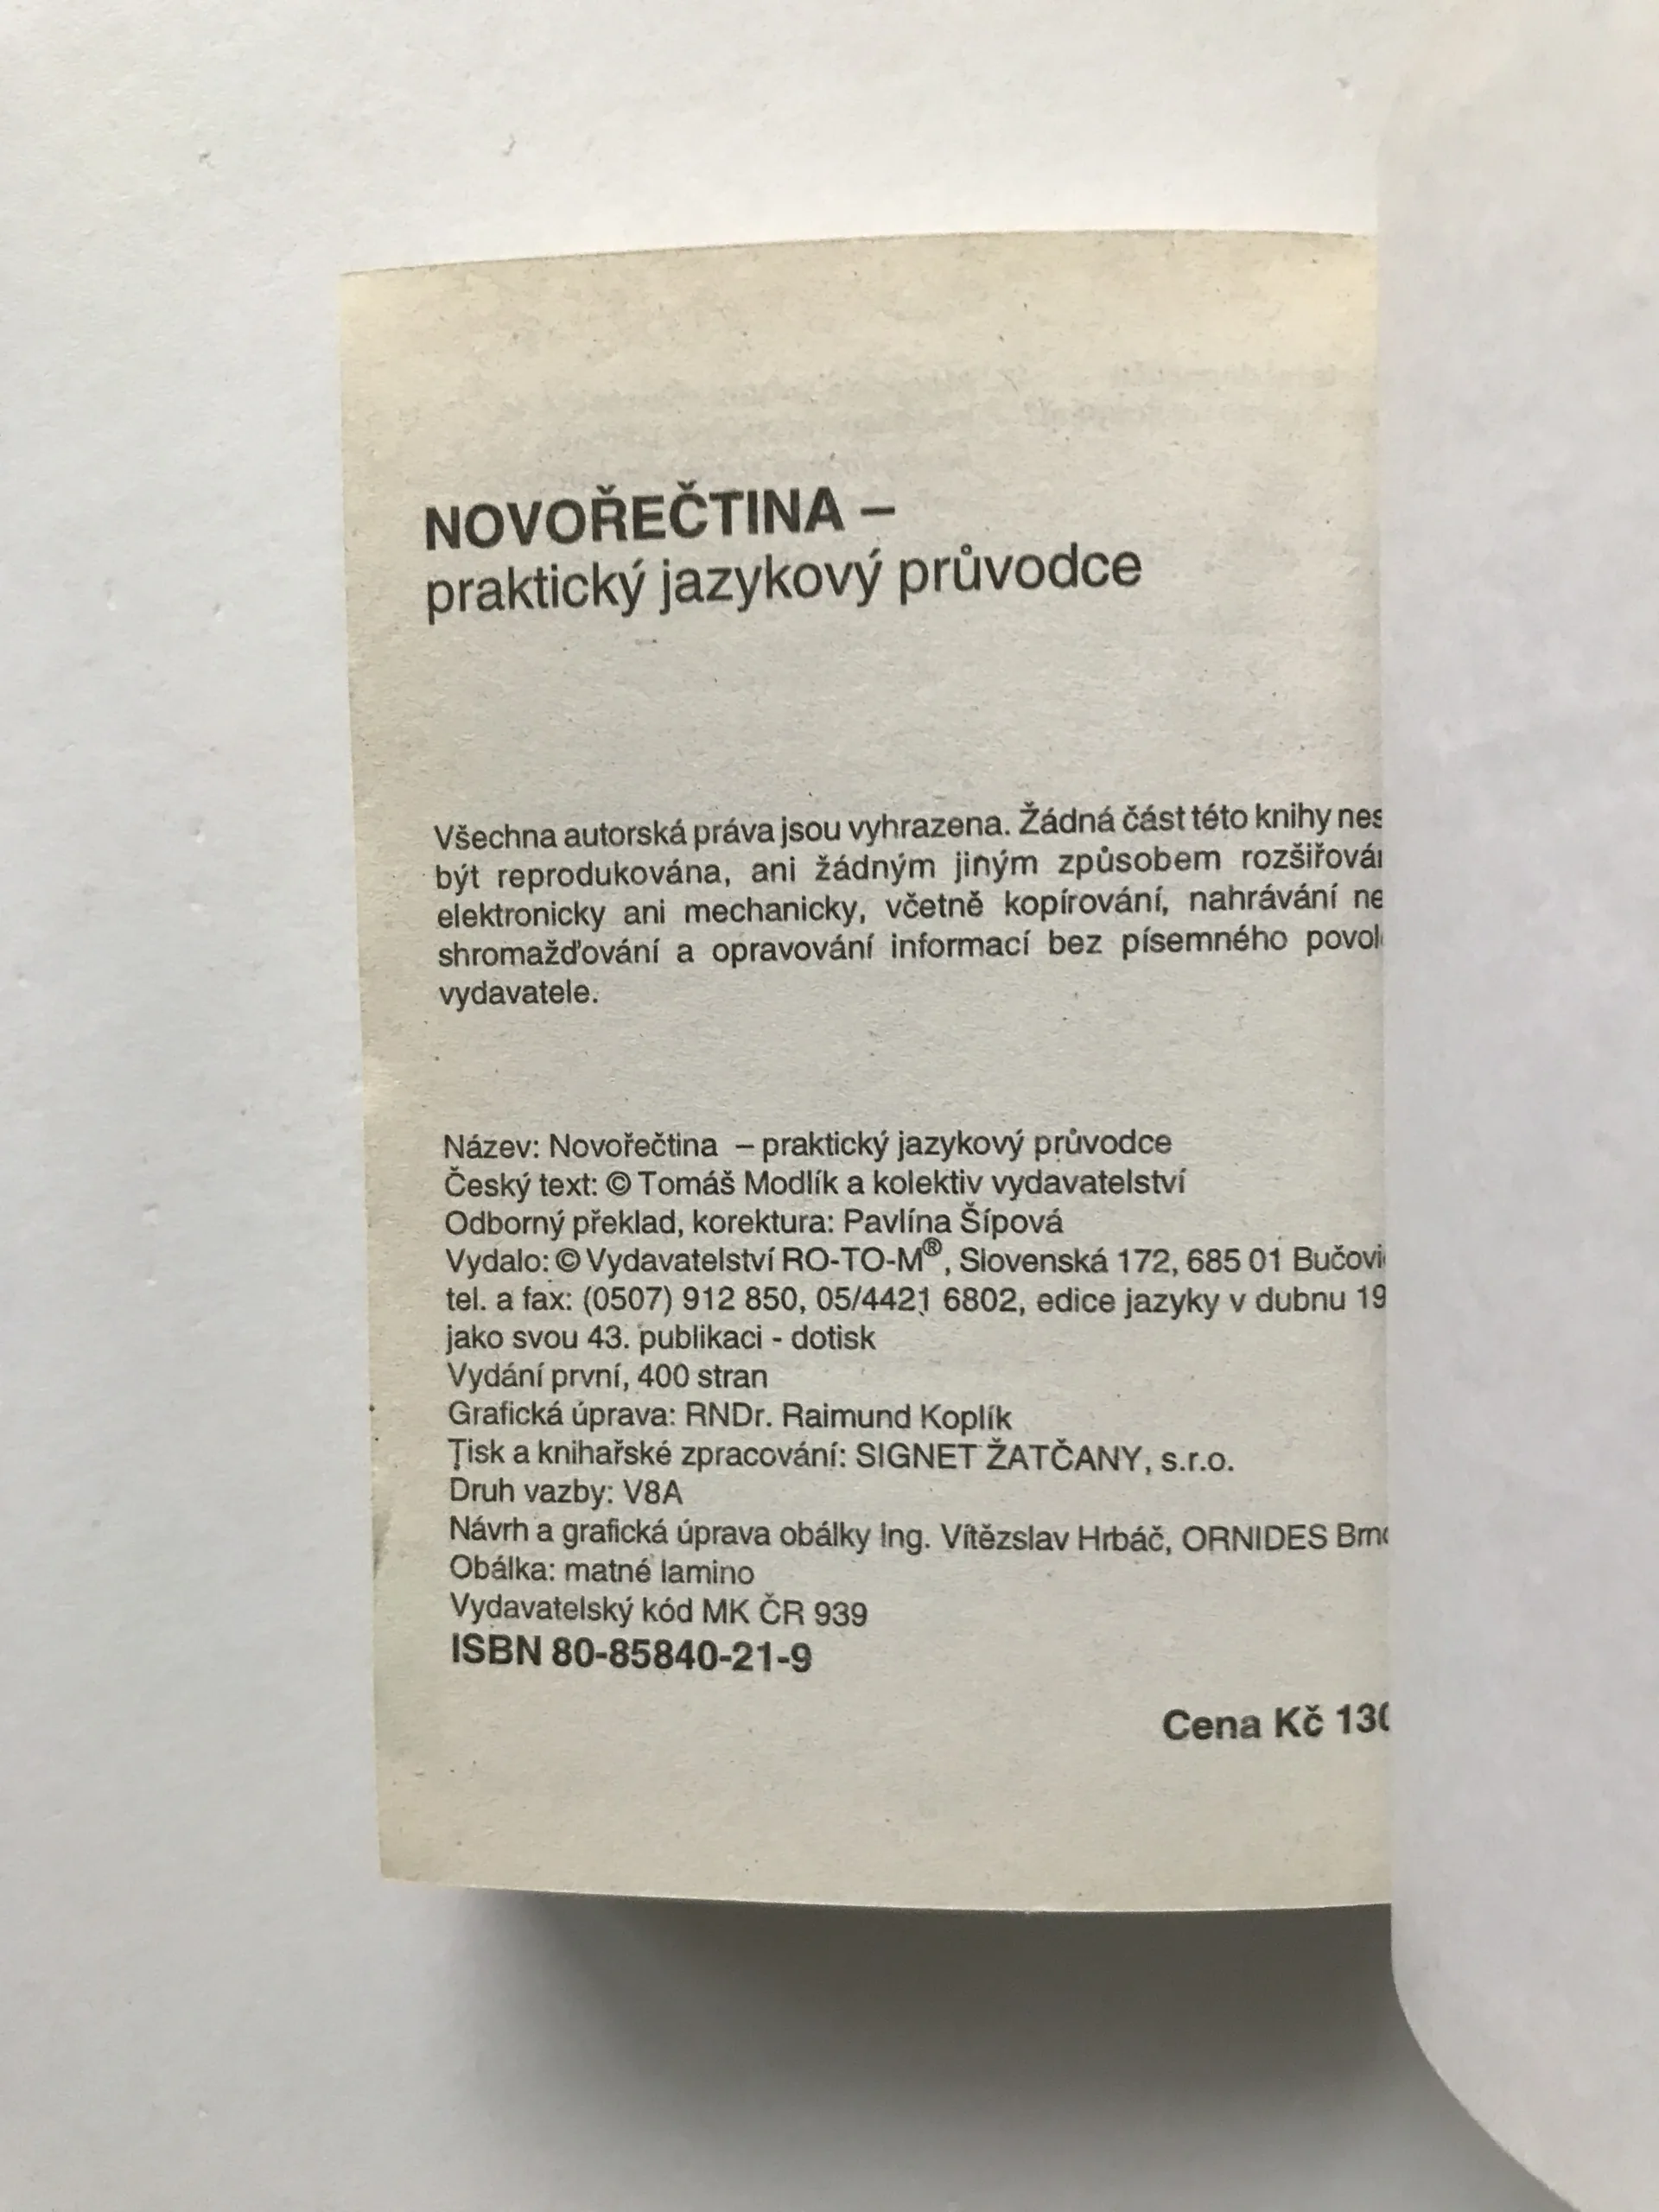 NOVOŘEČTINA –
praktický jazykový průvodce
Všechna autorská práva jsou vyhrazena. Žádná část této knihy nes
být reprodukována, ani žádným jiným způsobem rozšiřován
elektronicky ani mechanicky, včetně kopírování, nahrávání ne
shromažďování a opravování informací bez písemného povol
vydavatele.
Název: Novořečtina – praktický jazykový průvodce
Český text: © Tomáš Modlík a kolektiv vydavatelství
Odborný překlad, korektura: Pavlína Šípová
Vydalo: © Vydavatelství RO-TO-M®, Slovenská 172, 685 01 Bučovi
tel. a fax: (0507) 912 850, 05/4421 6802, edice jazyky v dubnu 19
jako svou 43. publikaci - dotisk
Vydání první, 400 stran
Grafická úprava: RNDr. Raimund Koplík
Tisk a knihařské zpracování: SIGNET ŽATČANY, s.r.o.
Druh vazby: V8A
Návrh a grafická úprava obálky Ing. Vítězslav Hrbáč, ORNIDES Brno
Obálka: matné lamino
Vydavatelský kód MK ČR 939
ISBN 80-85840-21-9
Cena Kč 130